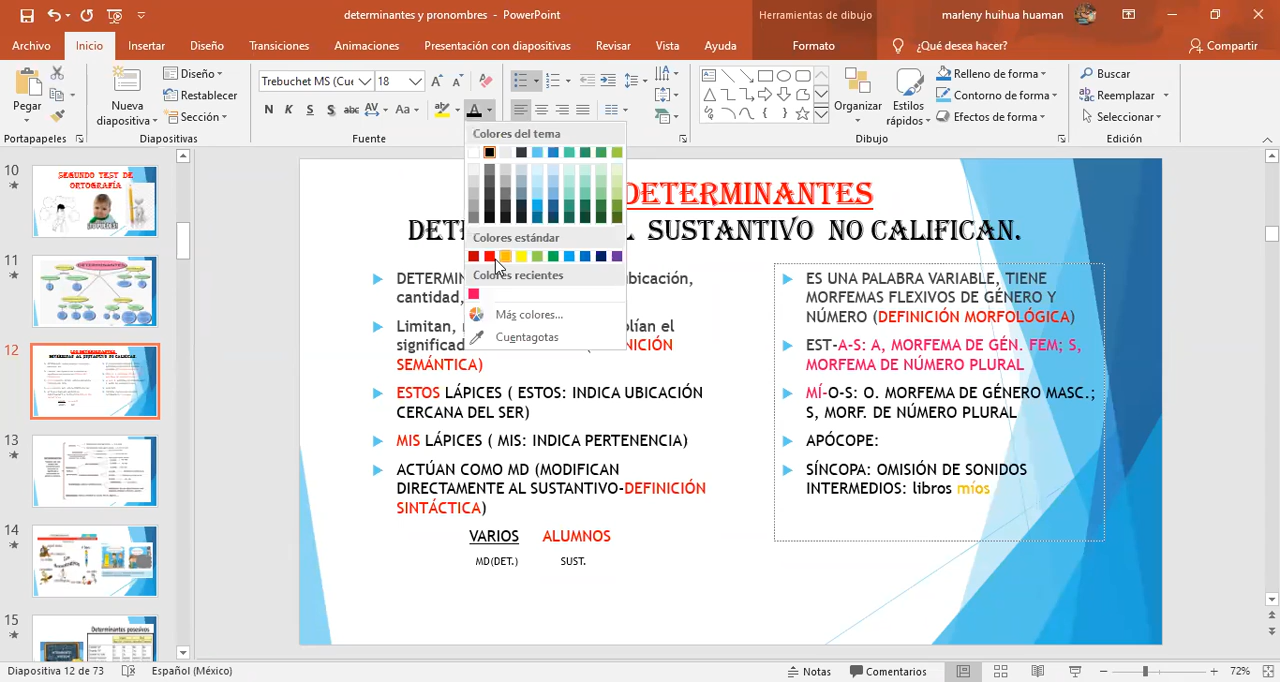 determinantes y pronombres - PowerPoint
Herramientas de dibujo
marleny huihua huaman
Archivo
Inicio
Insertar
Diseño
Transiciones
Animaciones
Presentación con diapositivas
Revisar
Vista
Ayuda
Formato
¿Qué desea hacer?
Compartir
Pegar
Nueva
diapositiva
Diseño
Restablecer
Sección
Trebuchet MS (Cue
18
N K S S abc AV Aa
A
Organizar
Estilos
rápidos
Relleno de forma
Contorno de forma
Efectos de forma
Buscar
Reemplazar
Seleccionar
Portapapeles
Diapositivas
Fuente
Dibujo
Edición
Colores del tema
Colores estándar
Colores recientes
Más colores...
Cuentagotas
10
SEGUNDO TEST DE
ORTOGRAFÍA
11
12
13
14
15
Determinantes posesivos
DETERMINANTES
SUSTANTIVO NO CALIFICAN.
bicación,
cantidad,
Limitan,
plían el
significad
NICIÓN
SEMÁNTICA)
ESTOS LÁPICES ( ESTOS: INDICA UBICACIÓN
CERCANA DEL SER)
MIS LÁPICES ( MIS: INDICA PERTENENCIA)
ACTÚAN COMO MD (MODIFICAN
DIRECTAMENTE AL SUSTANTIVO-DEFINICIÓN
SINTÁCTICA)
VARIOS ALUMNOS
MD(DET.) SUST.
ES UNA PALABRA VARIABLE, TIENE
MORFEMAS FLEXIVOS DE GÉNERO Y
NÚMERO (DEFINICIÓN MORFOLÓGICA)
EST-A-S: A, MORFEMA DE GÉN. FEM; S,
MORFEMA DE NÚMERO PLURAL
MÍ-O-S: O. MORFEMA DE GÉNERO MASC.;
S, MORF. DE NÚMERO PLURAL
APÓCOPE:
SÍNCOPA: OMISIÓN DE SONIDOS
INTERMEDIOS: libros míos
Diapositiva 12 de 73
Español (México)
Notas
Comentarios
72%